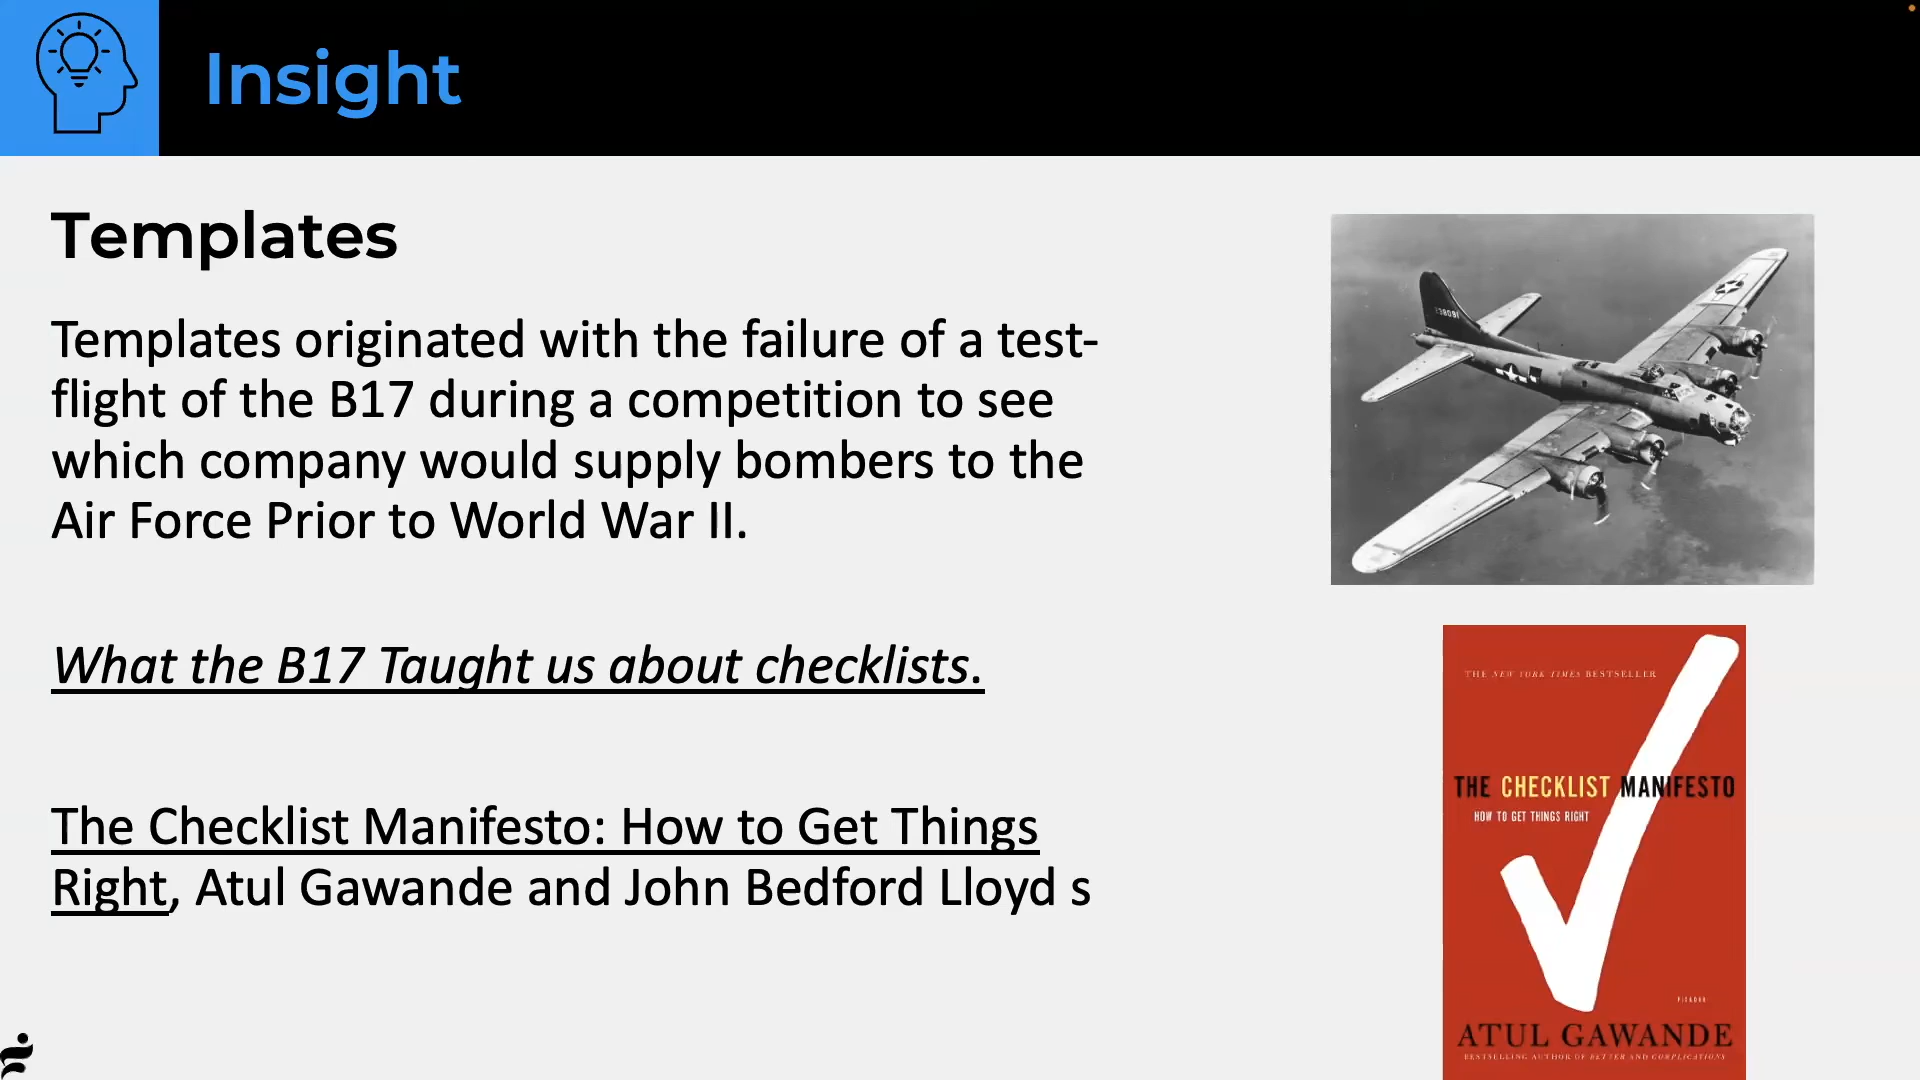 Insight
Templates
Templates originated with the failure of a test-
flight of the B17 during a competition to see
which company would supply bombers to the
Air Force Prior to World War II.
What the B17 Taught us about checklists.
The Checklist Manifesto: How to Get Things
Right, Atul Gawande and John Bedford Lloyd s
THE NEW YORK TIMES BESTSELLER
THE CHECKLIST MANIFESTO
HOW TO GET THINGS RIGHT
PICADOR
ATUL GAWANDE
BESTSELLING AUTHOR OF BETTER AND COMPLICATIONS